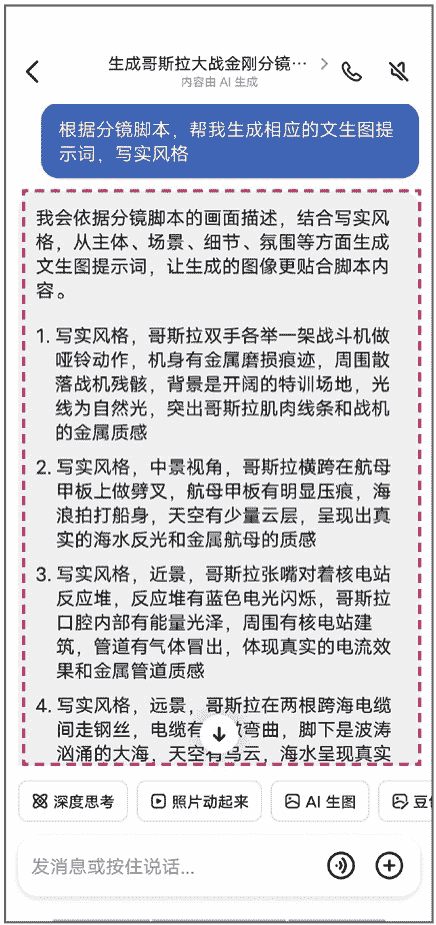 生成哥斯拉大战金刚分镜…
内容由 AI 生成
根据分镜脚本，帮我生成相应的文生图提
示词，写实风格
我会依据分镜脚本的画面描述，结合写实风
格，从主体、场景、细节、氛围等方面生成
文生图提示词，让生成的图像更贴合脚本内
容。
1. 写实风格，哥斯拉双手各举一架战斗机做
哑铃动作，机身有金属磨损痕迹，周围散
落战机残骸，背景是开阔的特训场地，光
线为自然光，突出哥斯拉肌肉线条和战机
的金属质感
2. 写实风格，中景视角，哥斯拉横跨在航母
甲板上做劈叉，航母甲板有明显压痕，海
浪拍打船身，天空有少量云层，呈现出真
实的海水反光和金属航母的质感
3. 写实风格，近景，哥斯拉张嘴对着核电站
反应堆，反应堆有蓝色电光闪烁，哥斯拉
口腔内部有能量光泽，周围有核电站建
筑，管道有气体冒出，体现真实的电流效
果和金属管道质感
4. 写实风格，远景，哥斯拉在两根跨海电缆
间走钢丝，电缆有弯曲，脚下是波涛
汹涌的大海，天空有乌云，海水呈现真实
深度思考
照片动起来
AI 生图
豆
发消息或按住说话...